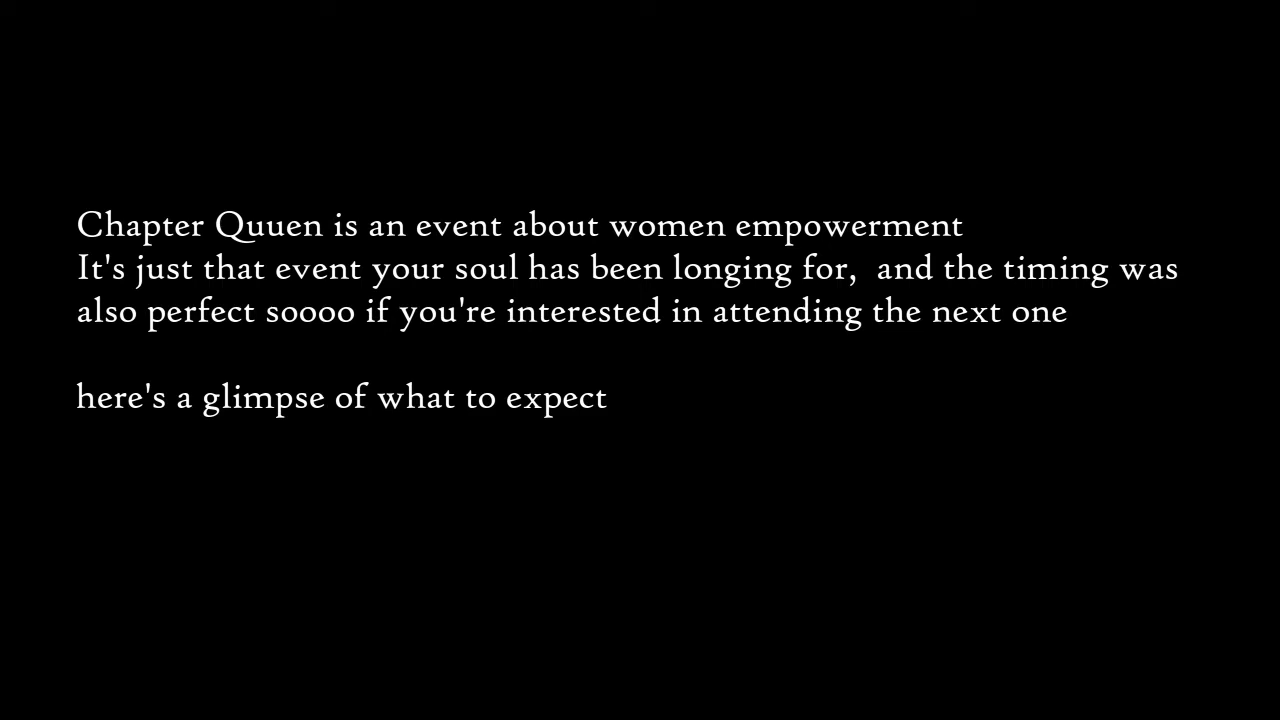 Chapter Quuen is an event about women empowerment
It's just that event your soul has been longing for,  and the timing was
also perfect soooo if you're interested in attending the next one
here's a glimpse of what to expect